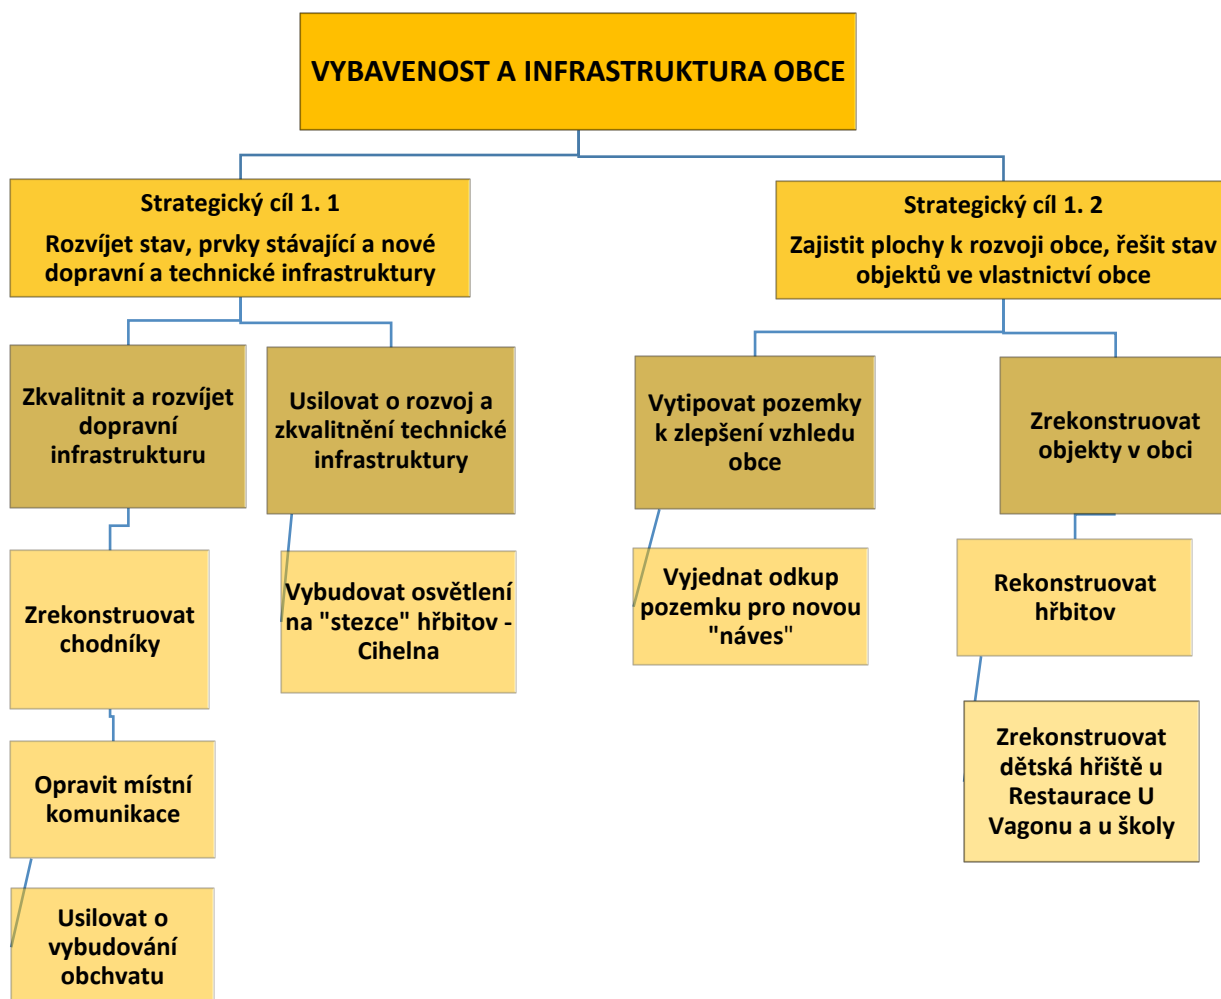 VYBAVENOST A INFRASTRUKTURA OBCE
Strategický cíl 1. 1
Rozvíjet stav, prvky stávající a nové
dopravní a technické infrastruktury
Strategický cíl 1. 2
Zajistit plochy k rozvoji obce, řešit stav
objektů ve vlastnictví obce
Zkvalitnit a rozvíjet
dopravní
infrastrukturu
Usilovat o rozvoj a
zkvalitnění technické
infrastruktury
Vytipovat pozemky
k zlepšení vzhledu
obce
Zrekonstruovat
objekty v obci
Zrekonstruovat
chodníky
Vybudovat osvětlení
na "stezce" hřbitov -
Cihelna
Vyjednat odkup
pozemku pro novou
"náves"
Rekonstruovat
hřbitov
Opravit místní
komunikace
Zrekonstruovat
dětská hřiště u
Restaurace U
Vagonu a u školy
Usilovat o
vybudování
obchvatu